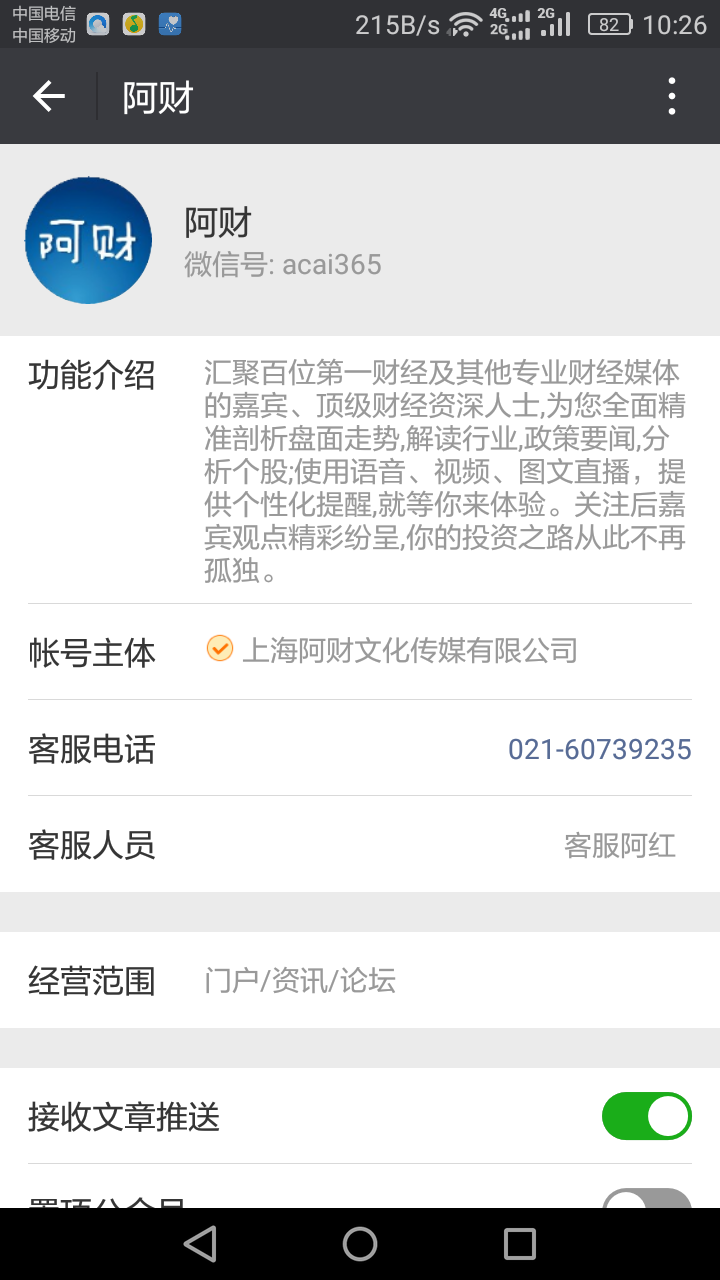 中国电信
中国移动
215B/s
4G
2G
2G
82
10:26
阿财
阿财
阿财
微信号: acai365
功能介绍
汇聚百位第一财经及其他专业财经媒体
的嘉宾、顶级财经资深人士,为您全面精
准剖析盘面走势,解读行业,政策要闻,分
析个股;使用语音、视频、图文直播，提
供个性化提醒,就等你来体验。关注后嘉
宾观点精彩纷呈,你的投资之路从此不再
孤独。
帐号主体
上海阿财文化传媒有限公司
客服电话
021-60739235
客服人员
客服阿红
经营范围
门户/资讯/论坛
接收文章推送
置顶公众号